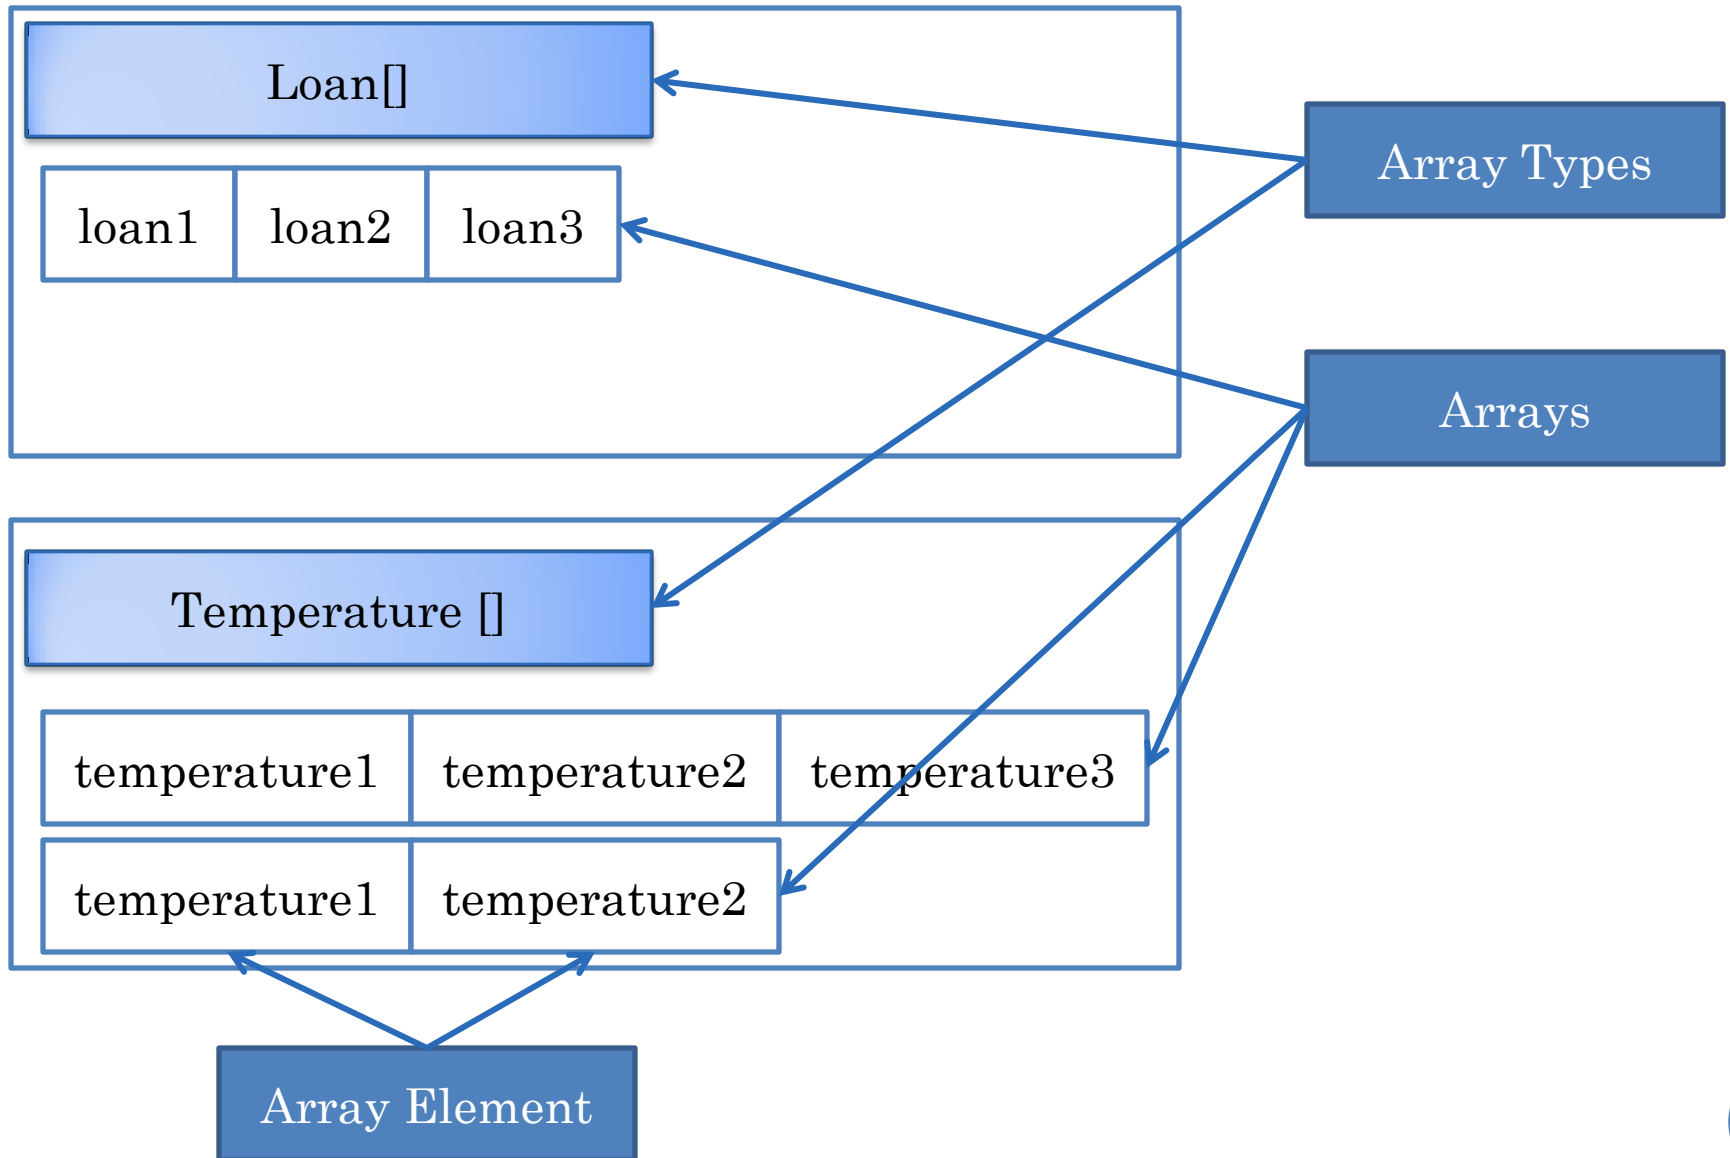 Loan[]
Array Types
loan1 loan2 loan3
Arrays
Temperature []
temperature1 temperature2 temperature3
temperature1 temperature2
Array Element